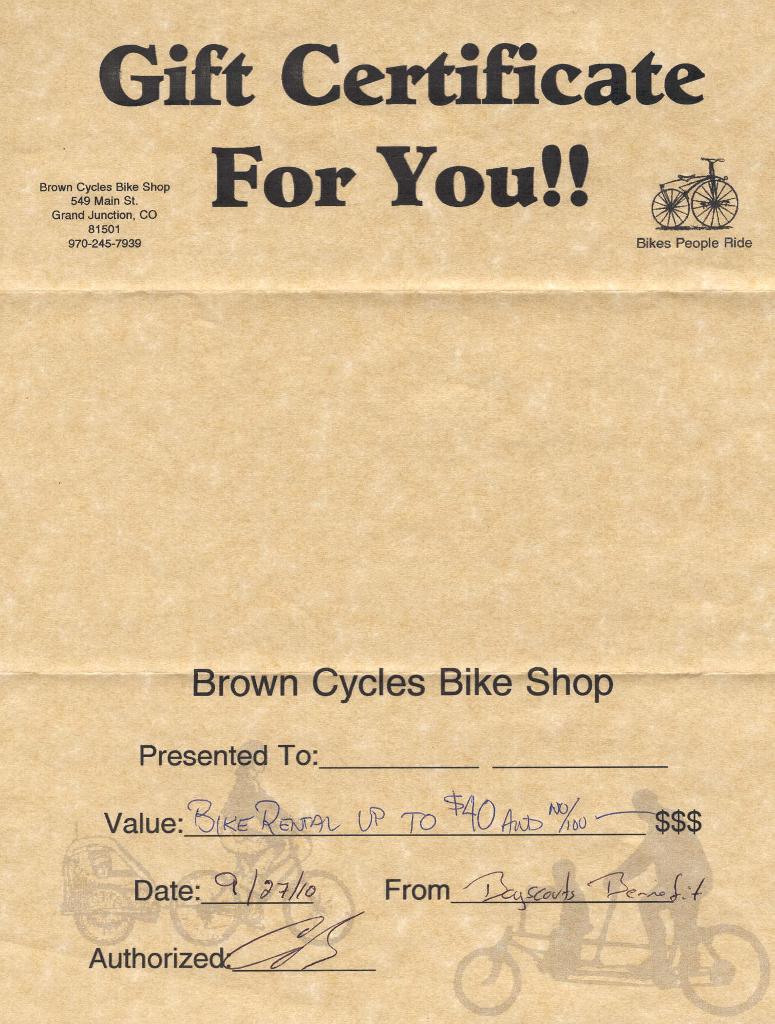 Gift Certificate
For You!!
Brown Cycles Bike Shop
549 Main St.
Grand Junction, CO
81501
970-245-7939
Bikes People Ride
Brown Cycles Bike Shop
Presented To:
Value: Bike Rental up to $40 and no/100 $$$
Date: 9/27/10 From Boyscouts Benefit
Authorized: